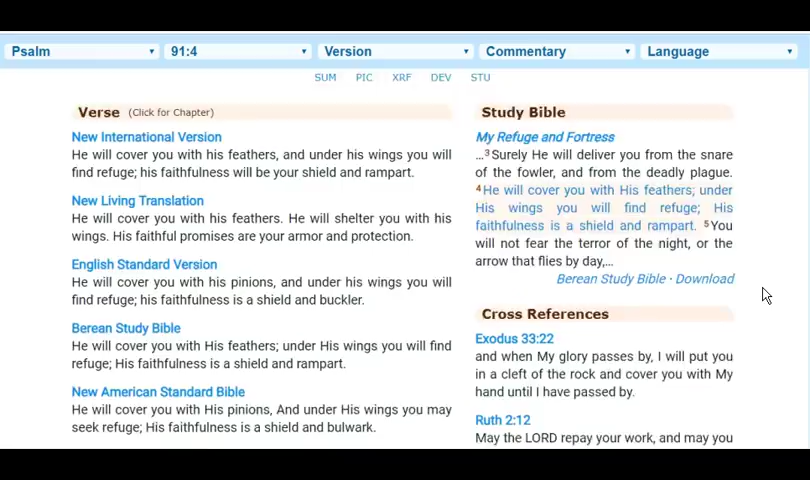 Psalm
91:4
Version
Commentary
Language
SUM PIC XRF DEV STU
Verse (Click for Chapter)
New International Version
He will cover you with his feathers, and under his wings you will
find refuge; his faithfulness will be your shield and rampart.
New Living Translation
He will cover you with his feathers. He will shelter you with his
wings. His faithful promises are your armor and protection.
English Standard Version
He will cover you with his pinions, and under his wings you will
find refuge; his faithfulness is a shield and buckler.
Berean Study Bible
He will cover you with His feathers; under His wings you will find
refuge; His faithfulness is a shield and rampart.
New American Standard Bible
He will cover you with His pinions, And under His wings you may
seek refuge; His faithfulness is a shield and bulwark.
Study Bible
My Refuge and Fortress
…3Surely He will deliver you from the snare
of the fowler, and from the deadly plague.
4He will cover you with His feathers; under
His wings you will find refuge; His
faithfulness is a shield and rampart. 5You
will not fear the terror of the night, or the
arrow that flies by day,…
Berean Study Bible · Download
Cross References
Exodus 33:22
and when My glory passes by, I will put you
in a cleft of the rock and cover you with My
hand until I have passed by.
Ruth 2:12
May the LORD repay your work, and may you